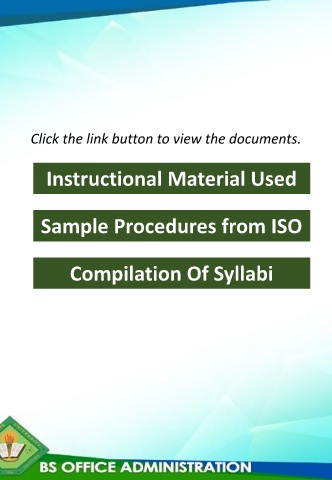 Click the link button to view the documents.
Instructional Material Used
Sample Procedures from ISO
Compilation Of Syllabi
BS OFFICE ADMINISTRATION